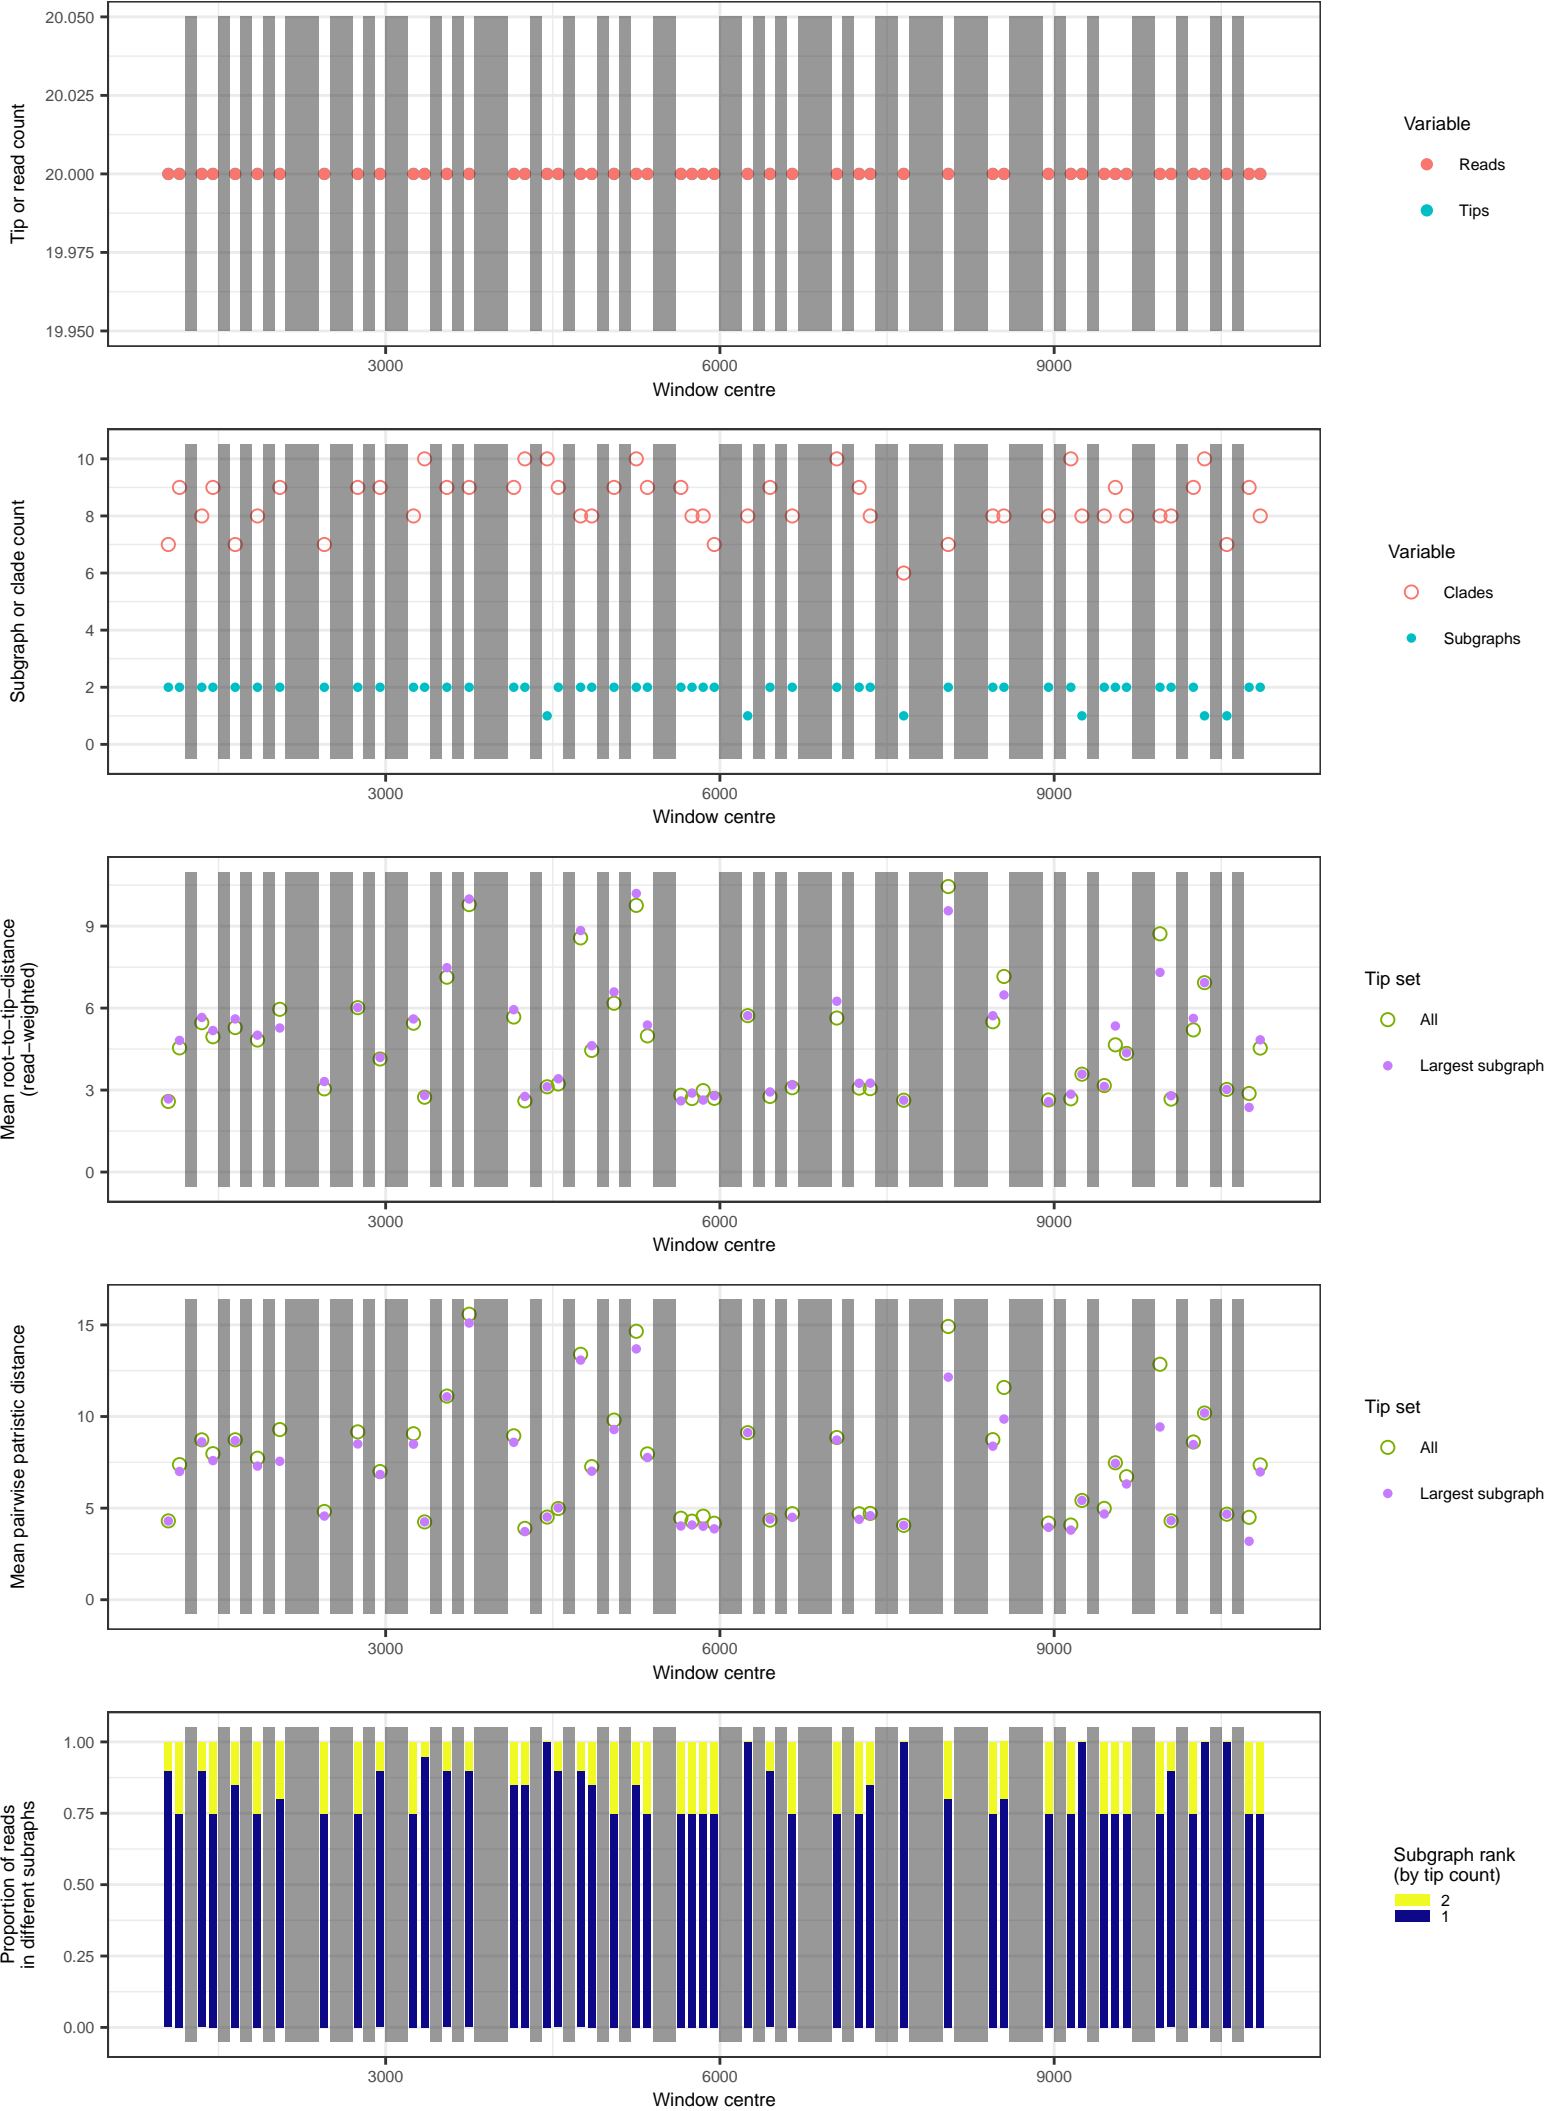 20.050
20.025
20.000
19.975
19.950
Tip or read count
3000
6000
9000
Window centre
Variable
Reads
Tips
10
8
6
4
2
0
Subgraph or clade count
3000
6000
9000
Window centre
Variable
Clades
Subgraphs
9
6
3
0
Mean root−to−tip−distance
(read−weighted)
3000
6000
9000
Window centre
Tip set
All
Largest subgraph
15
10
5
0
Mean pairwise patristic distance
3000
6000
9000
Window centre
Tip set
All
Largest subgraph
1.00
0.75
0.50
0.25
0.00
Proportion of reads
in different subraphs
3000
6000
9000
Window centre
Subgraph rank
(by tip count)
2
1